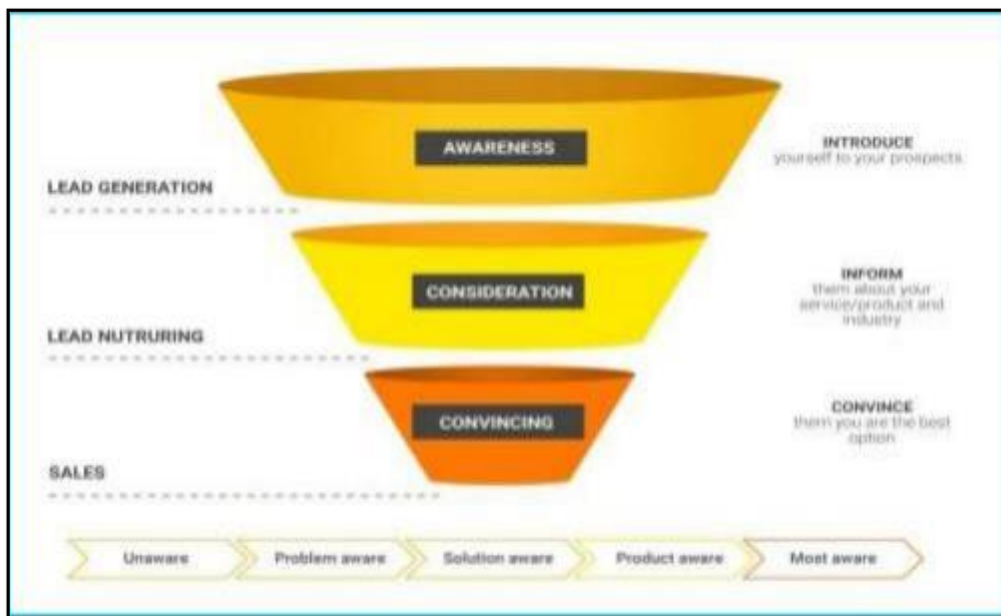 AWARENESS
INTRODUCE
yourself to your prospects
LEAD GENERATION
CONSIDERATION
INFORM
them about your
service/product and
industry
LEAD NUTRURING
CONVINCING
CONVINCE
them you are the best
option
SALES
Unaware
Problem aware
Solution aware
Product aware
Most aware